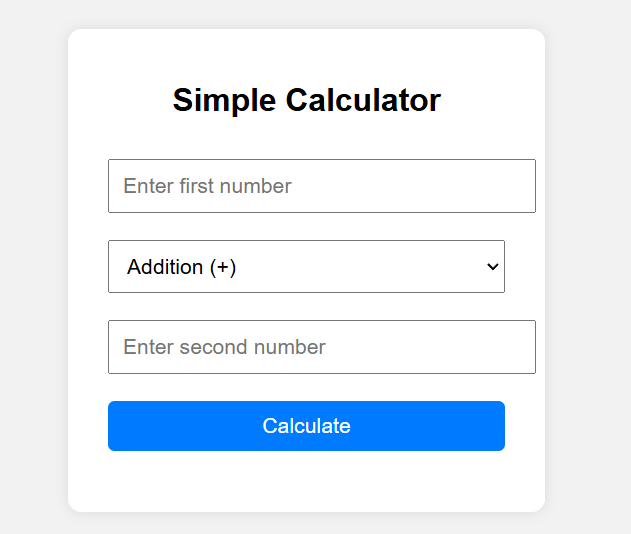 Simple Calculator
Enter first number
Addition (+)
Enter second number
Calculate